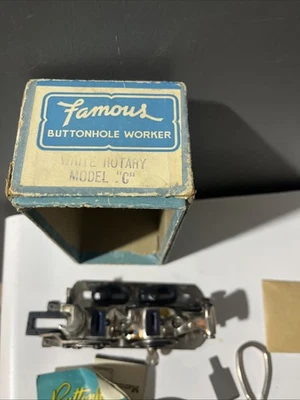 Famous
BUTTONHOLE WORKER
WHITE ROTARY
MODEL "C"